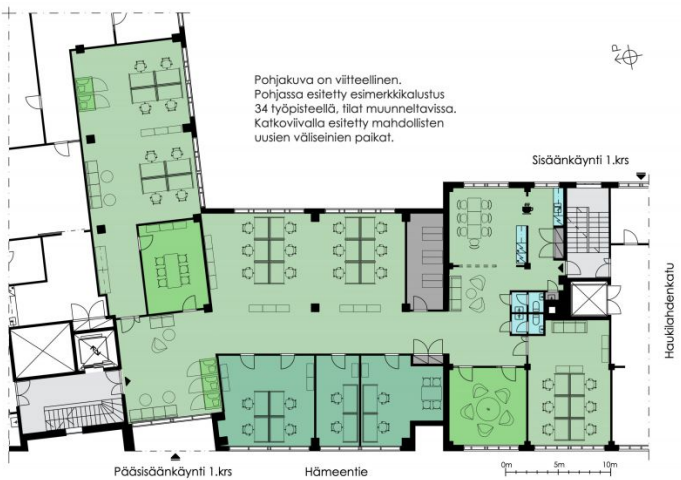 Pohjakuva on viitteellinen.
Pohjassa esitetty esimerkkikalustus
34 työpisteellä, tilat muunneltavissa.
Katkoviivalla esitetty mahdollisten
uusien väliseinien paikat.
P
Sisäänkäynti 1.krs
Haukilahdenkatu
Pääsisäänkäynti 1.krs
Hämeentie
0m 5m 10m